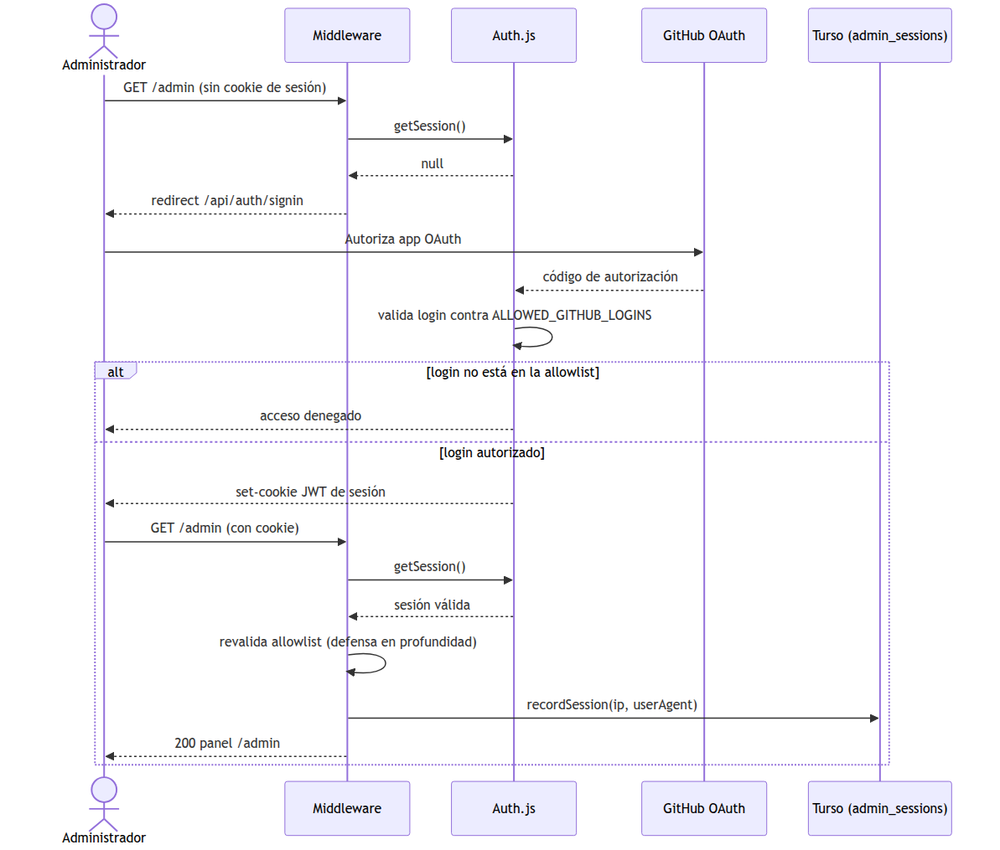 Administrador
Middleware
Auth.js
GitHub OAuth
Turso (admin_sessions)
GET /admin (sin cookie de sesión)
getSession()
null
redirect /api/auth/signin
Autoriza app OAuth
código de autorización
valida login contra ALLOWED_GITHUB_LOGINS
alt
[login no está en la allowlist]
acceso denegado
[login autorizado]
set-cookie JWT de sesión
GET /admin (con cookie)
getSession()
sesión válida
revalida allowlist (defensa en profundidad)
recordSession(ip, userAgent)
200 panel /admin
Administrador
Middleware
Auth.js
GitHub OAuth
Turso (admin_sessions)